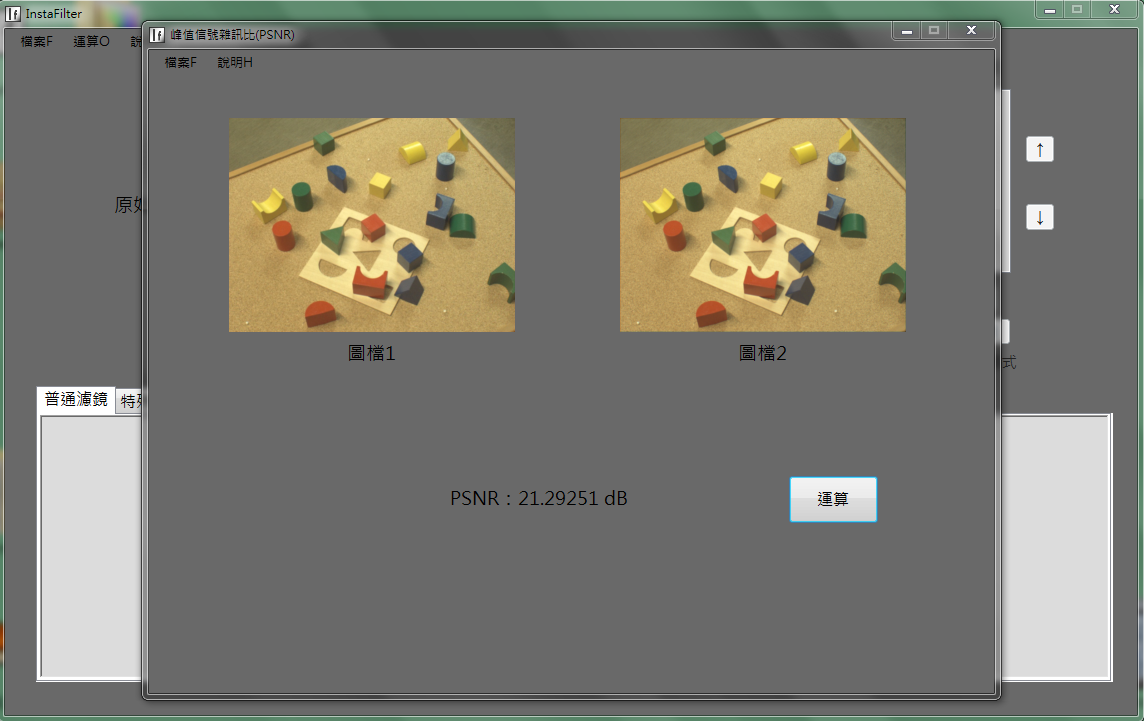 InstaFilter
檔案F 運算O 說
峰值信號雜訊比(PSNR)
檔案F 說明H
↑
原始
↓
圖檔1 圖檔2
式
普通濾鏡 特殊
PSNR：21.29251 dB 運算